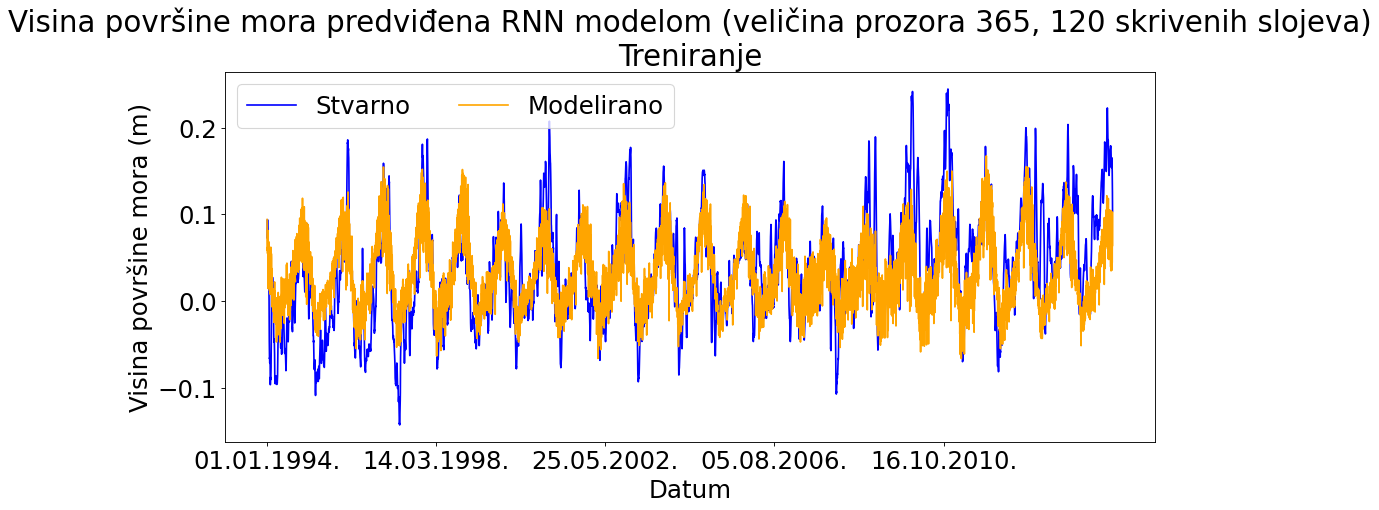 Visina površine mora predviđena RNN modelom (veličina prozora 365, 120 skrivenih slojeva)
Treniranje
Stvarno
Modelirano
Visina površine mora (m)
0.2
0.1
0.0
−0.1
01.01.1994.
14.03.1998.
25.05.2002.
05.08.2006.
16.10.2010.
Datum